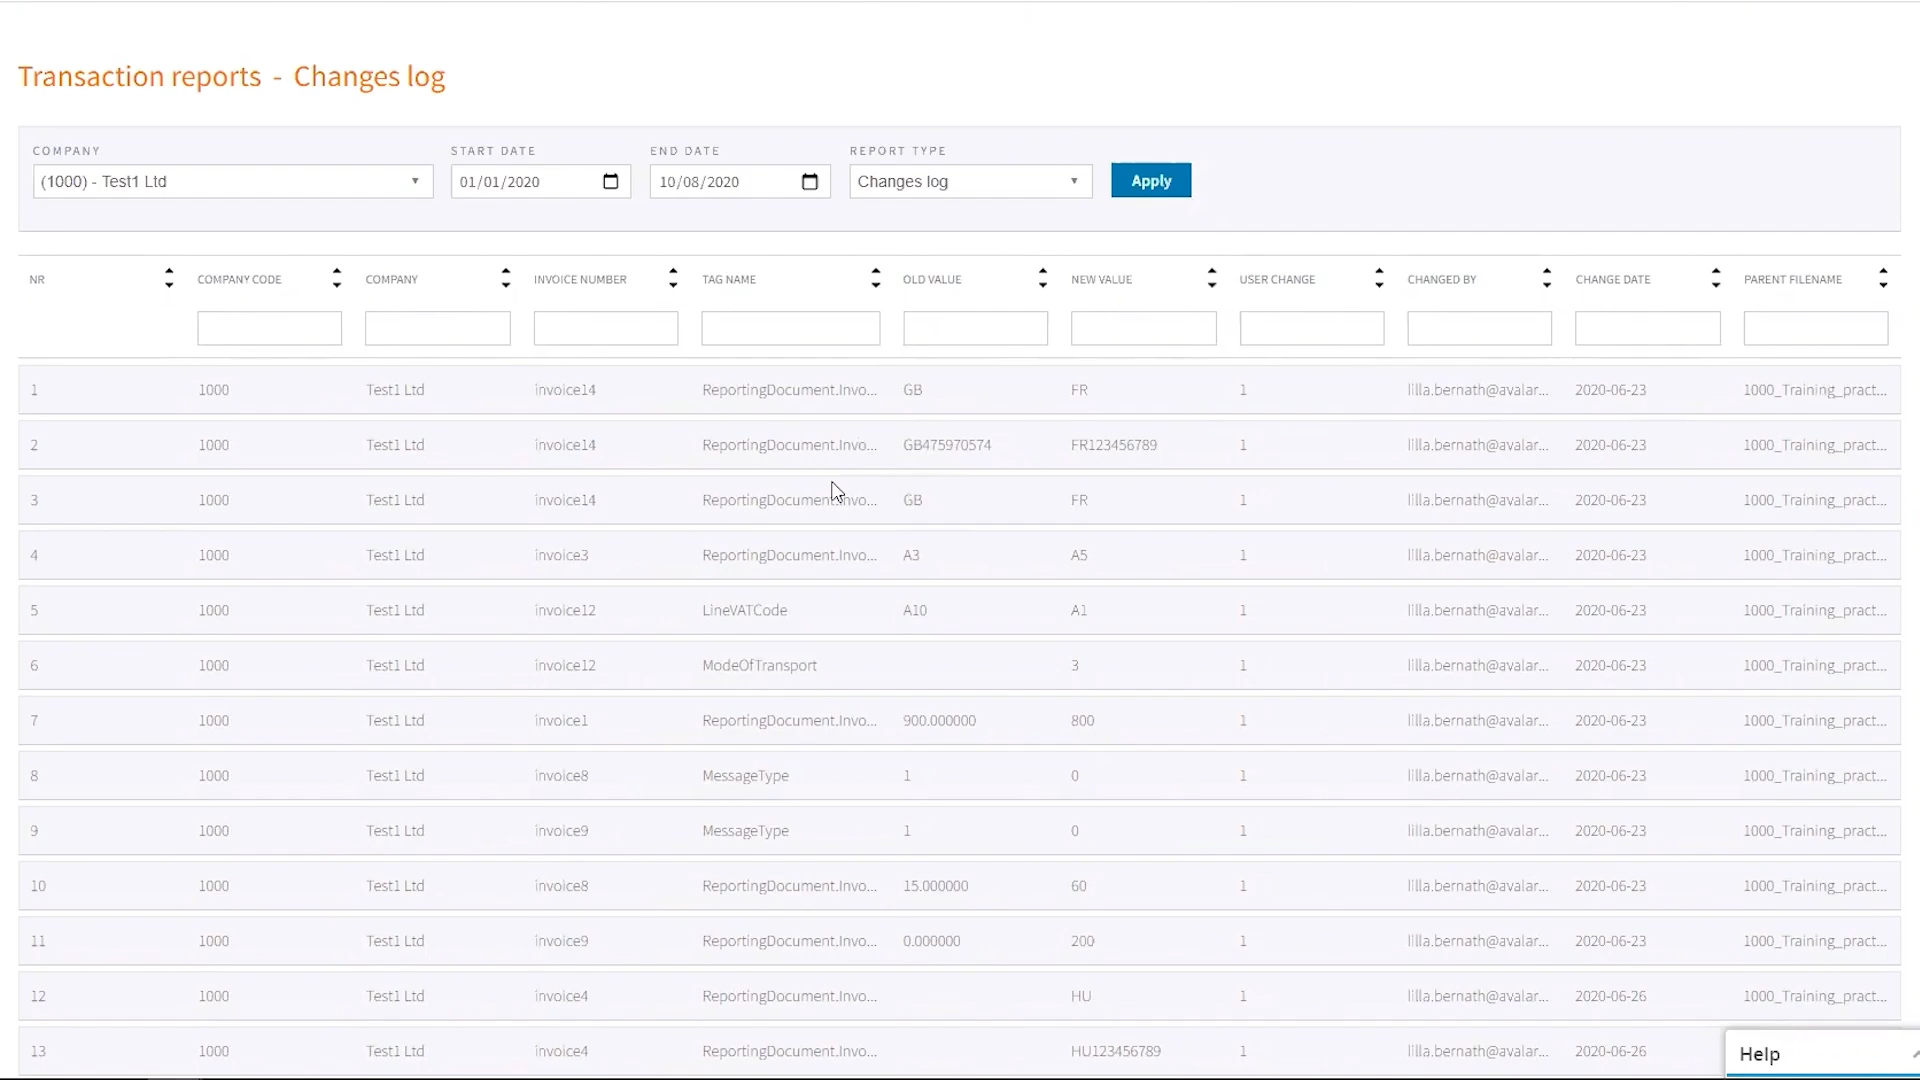 Transaction reports - Changes log
COMPANY START DATE END DATE REPORT TYPE
(1000) - Test1 Ltd 01/01/2020 10/08/2020 Changes log Apply
NR COMPANY CODE COMPANY INVOICE NUMBER TAG NAME OLD VALUE NEW VALUE USER CHANGE CHANGED BY CHANGE DATE PARENT FILENAME
1 1000 Test1 Ltd invoice14 ReportingDocument.Invo... GB FR 1 lilla.bernath@avalar... 2020-06-23 1000_Training_pract...
2 1000 Test1 Ltd invoice14 ReportingDocument.Invo... GB475970574 FR123456789 1 lilla.bernath@avalar... 2020-06-23 1000_Training_pract...
3 1000 Test1 Ltd invoice14 ReportingDocument.Invo... GB FR 1 lilla.bernath@avalar... 2020-06-23 1000_Training_pract...
4 1000 Test1 Ltd invoice3 ReportingDocument.Invo... A3 A5 1 lilla.bernath@avalar... 2020-06-23 1000_Training_pract...
5 1000 Test1 Ltd invoice12 LineVATCode A10 A1 1 lilla.bernath@avalar... 2020-06-23 1000_Training_pract...
6 1000 Test1 Ltd invoice12 ModeOfTransport 3 1 lilla.bernath@avalar... 2020-06-23 1000_Training_pract...
7 1000 Test1 Ltd invoice1 ReportingDocument.Invo... 900.000000 800 1 lilla.bernath@avalar... 2020-06-23 1000_Training_pract...
8 1000 Test1 Ltd invoice8 MessageType 1 0 1 lilla.bernath@avalar... 2020-06-23 1000_Training_pract...
9 1000 Test1 Ltd invoice9 MessageType 1 0 1 lilla.bernath@avalar... 2020-06-23 1000_Training_pract...
10 1000 Test1 Ltd invoice8 ReportingDocument.Invo... 15.000000 60 1 lilla.bernath@avalar... 2020-06-23 1000_Training_pract...
11 1000 Test1 Ltd invoice9 ReportingDocument.Invo... 0.000000 200 1 lilla.bernath@avalar... 2020-06-23 1000_Training_pract...
12 1000 Test1 Ltd invoice4 ReportingDocument.Invo... HU 1 lilla.bernath@avalar... 2020-06-26 1000_Training_pract...
13 1000 Test1 Ltd invoice4 ReportingDocument.Invo... HU123456789 1 lilla.bernath@avalar... 2020-06-26
Help